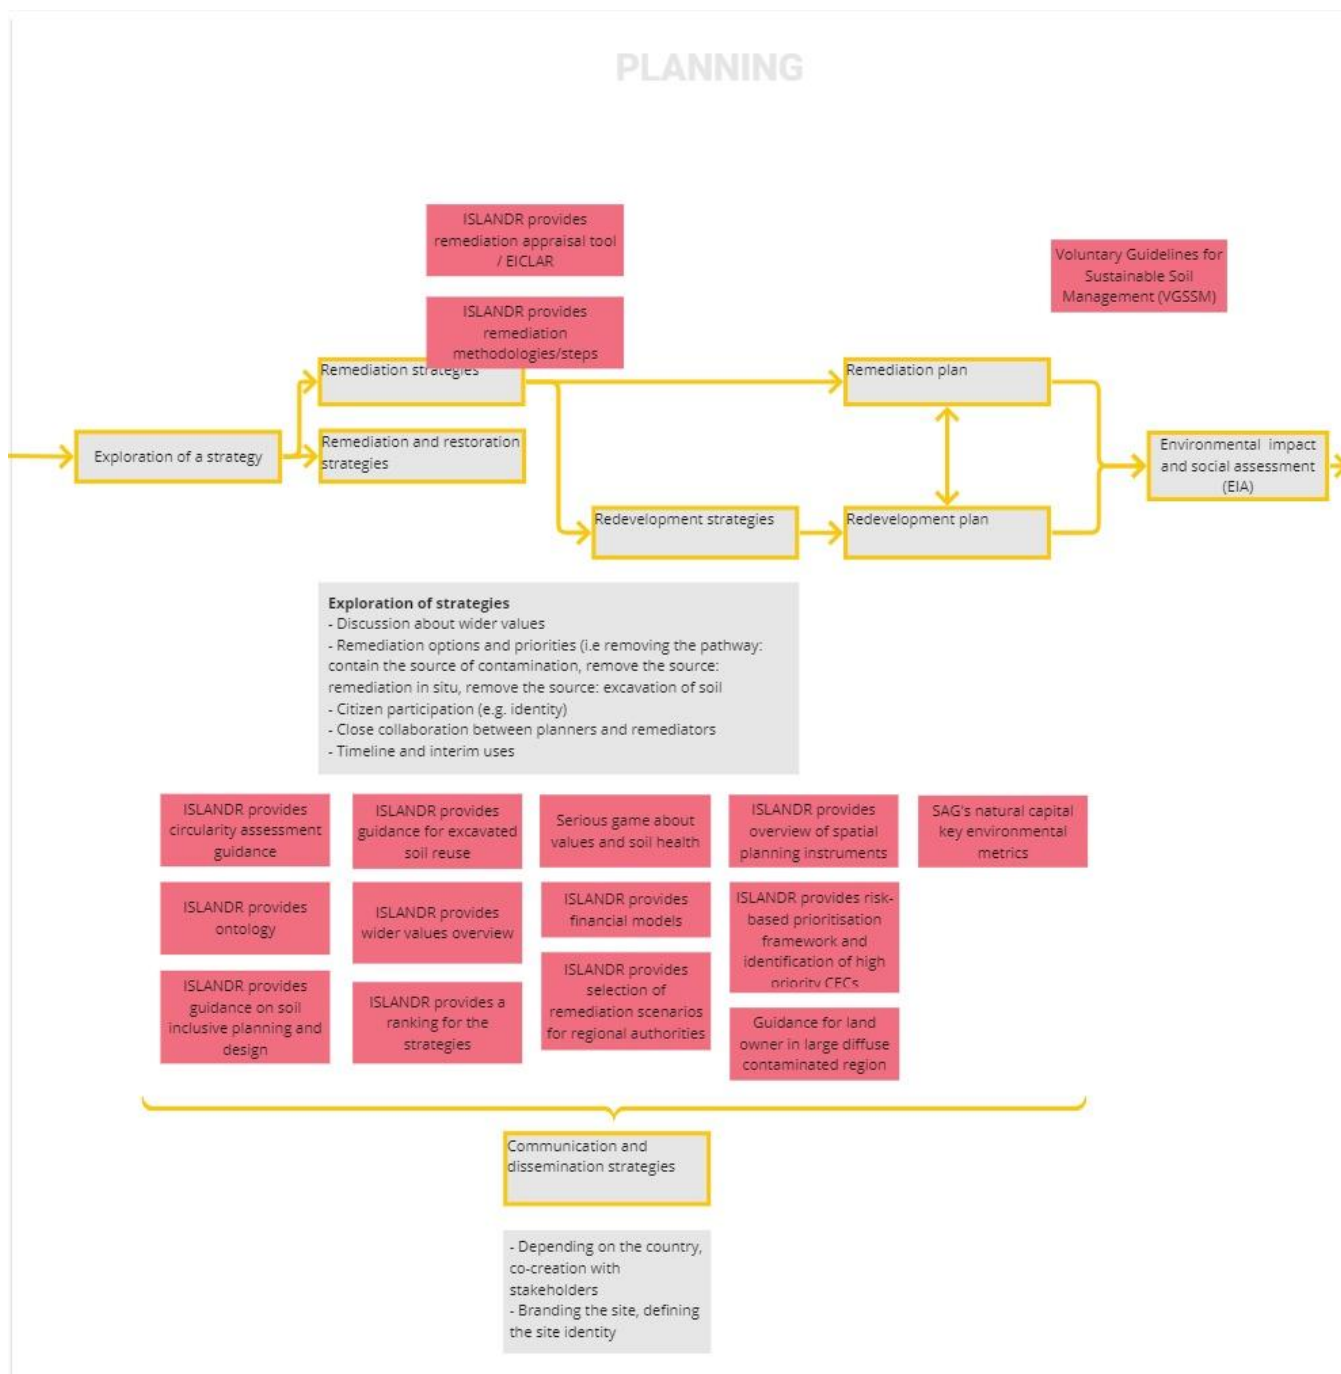 PLANNING
ISLANDR provides
remediation appraisal tool
/ EICLAR
Voluntary Guidelines for
Sustainable Soil
Management (VGSSM)
ISLANDR provides
remediation
methodologies/steps
Remediation strategies
Remediation plan
Exploration of a strategy
Remediation and restoration
strategies
Environmental impact
and social assessment
(EIA)
Redevelopment strategies
Redevelopment plan
Exploration of strategies
- Discussion about wider values
- Remediation options and priorities (i.e removing the pathway:
contain the source of contamination, remove the source:
remediation in situ, remove the source: excavation of soil
- Citizen participation (e.g. identity)
- Close collaboration between planners and remediators
- Timeline and interim uses
ISLANDR provides
circularity assessment
guidance
ISLANDR provides
guidance for excavated
soil reuse
Serious game about
values and soil health
ISLANDR provides
overview of spatial
planning instruments
SAG's natural capital
key environmental
metrics
ISLANDR provides
ontology
ISLANDR provides
wider values overview
ISLANDR provides
financial models
ISLANDR provides risk-
based prioritisation
framework and
identification of high
priority CECs
ISLANDR provides
guidance on soil
inclusive planning and
design
ISLANDR provides a
ranking for the
strategies
ISLANDR provides
selection of
remediation scenarios
for regional authorities
Guidance for land
owner in large diffuse
contaminated region
Communication and
dissemination strategies
- Depending on the country,
co-creation with
stakeholders
- Branding the site, defining
the site identity